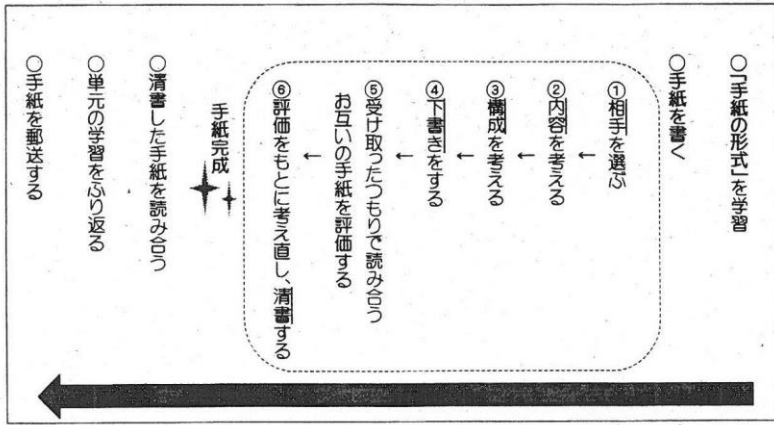 ○「手紙の形式」を学習
○手紙を書く
①相手を選ぶ
↓
②内容を考える
↓
③構成を考える
↓
④下書きをする
↓
⑤受け取ったつもりで読み合う
お互いの手紙を評価する
↓
⑥評価をもとに考え直し、清書する
手紙完成
○清書した手紙を読み合う
○単元の学習をふり返る
○手紙を郵送する